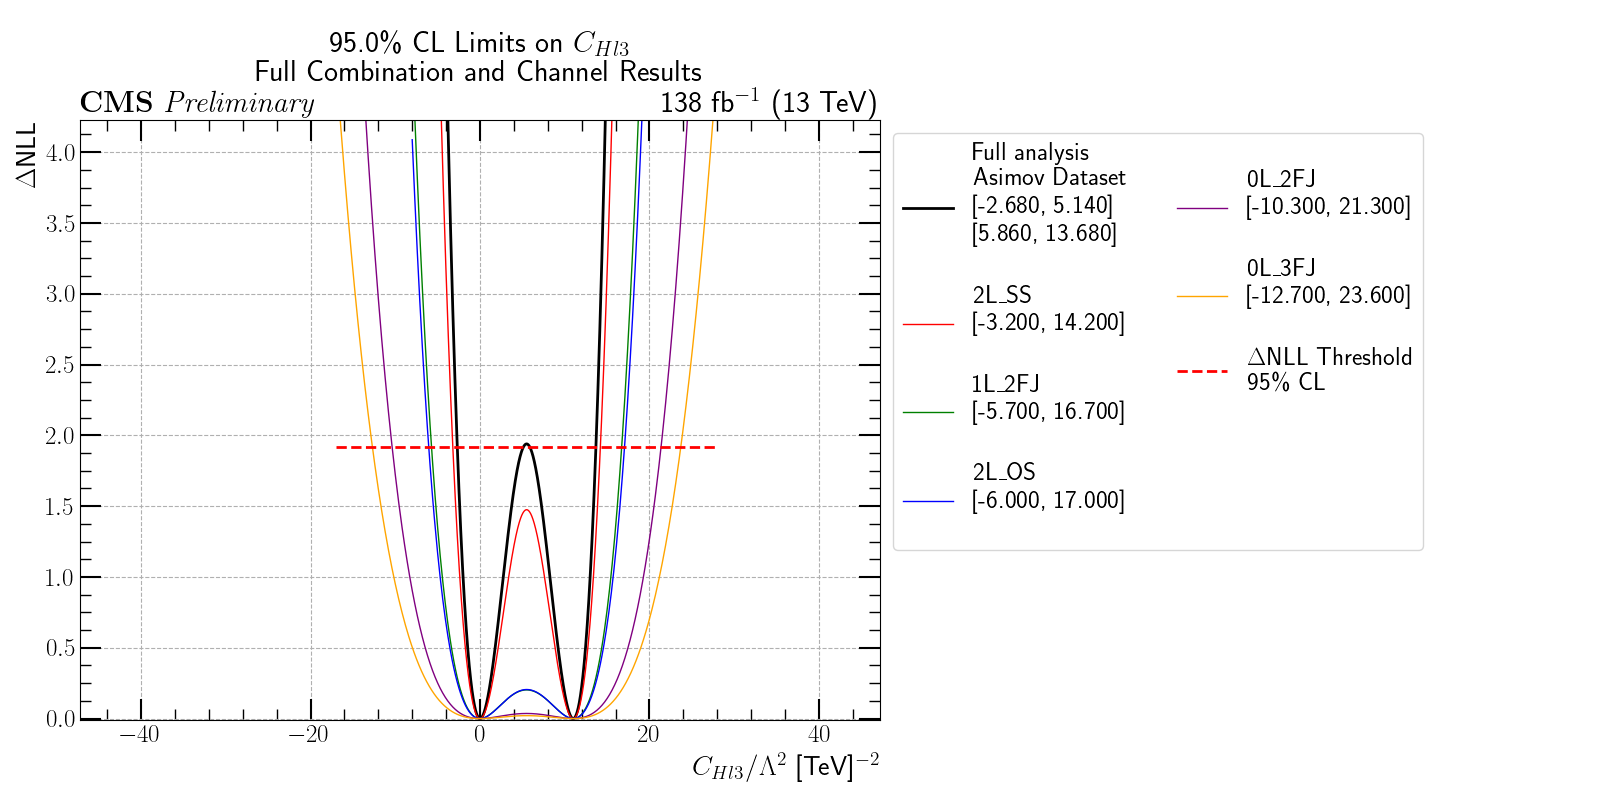 95.0% CL Limits on C_{Hl3}
Full Combination and Channel Results
CMS Preliminary
138 fb^{-1} (13 TeV)
ΔNLL
4.0
3.5
3.0
2.5
2.0
1.5
1.0
0.5
0.0
−40
−20
0
20
40
C_{Hl3}/Λ^2 [TeV]^{-2}
Full analysis
Asimov Dataset
[-2.680, 5.140]
[5.860, 13.680]
2L_SS
[-3.200, 14.200]
1L_2FJ
[-5.700, 16.700]
2L_OS
[-6.000, 17.000]
0L_2FJ
[-10.300, 21.300]
0L_3FJ
[-12.700, 23.600]
ΔNLL Threshold
95% CL